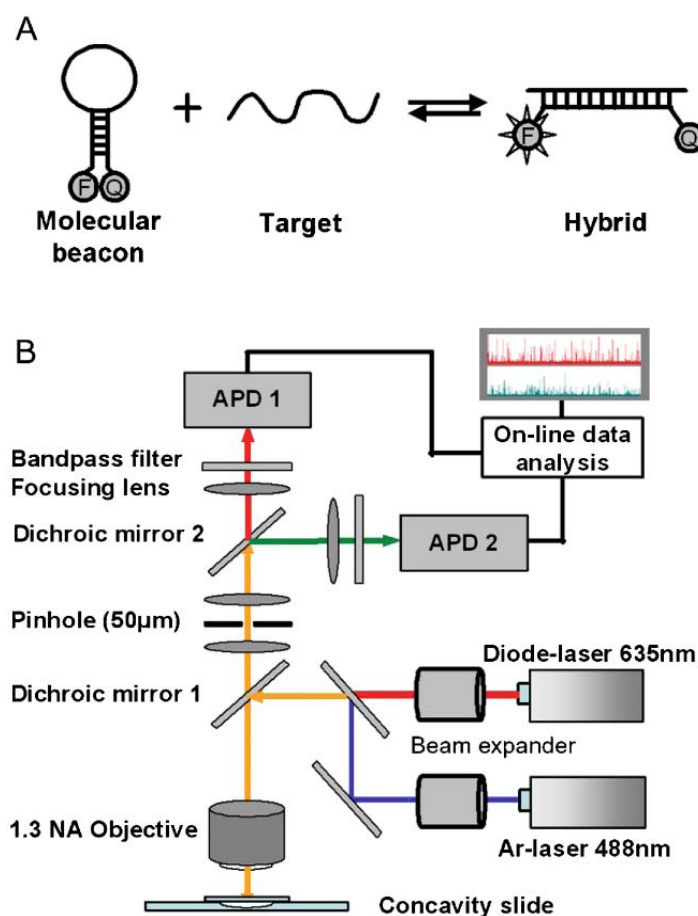 A
F Q
Molecular
beacon
+
Target
F
Q
Hybrid
B
APD 1
On-line data
analysis
Bandpass filter
Focusing lens
Dichroic mirror 2
APD 2
Pinhole (50µm)
Diode-laser 635nm
Dichroic mirror 1
Beam expander
1.3 NA Objective
Ar-laser 488nm
Concavity slide